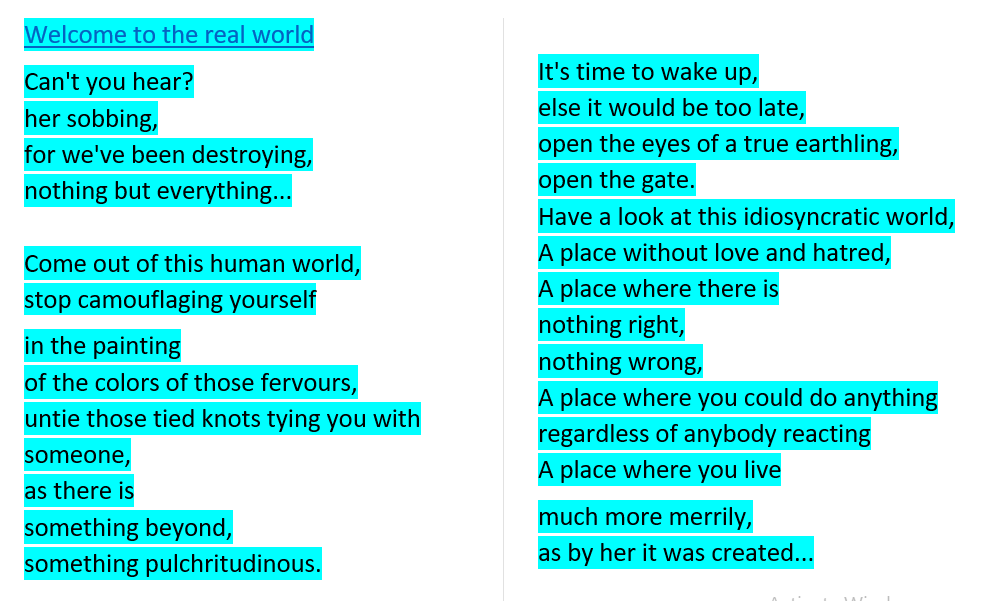 Welcome to the real world
Can't you hear?
her sobbing,
for we've been destroying,
nothing but everything...
Come out of this human world,
stop camouflaging yourself
in the painting
of the colors of those fervours,
untie those tied knots tying you with
someone,
as there is
something beyond,
something pulchritudinous.
It's time to wake up,
else it would be too late,
open the eyes of a true earthling,
open the gate.
Have a look at this idiosyncratic world,
A place without love and hatred,
A place where there is
nothing right,
nothing wrong,
A place where you could do anything
regardless of anybody reacting
A place where you live
much more merrily,
as by her it was created...